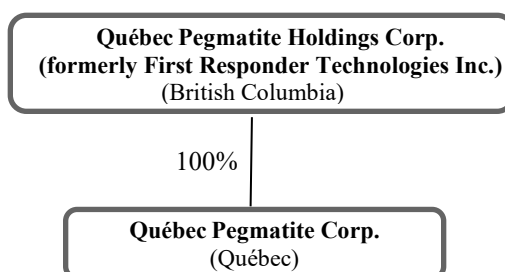 Québec Pegmatite Holdings Corp.
(formerly First Responder Technologies Inc.)
(British Columbia)
100%
Québec Pegmatite Corp.
(Québec)